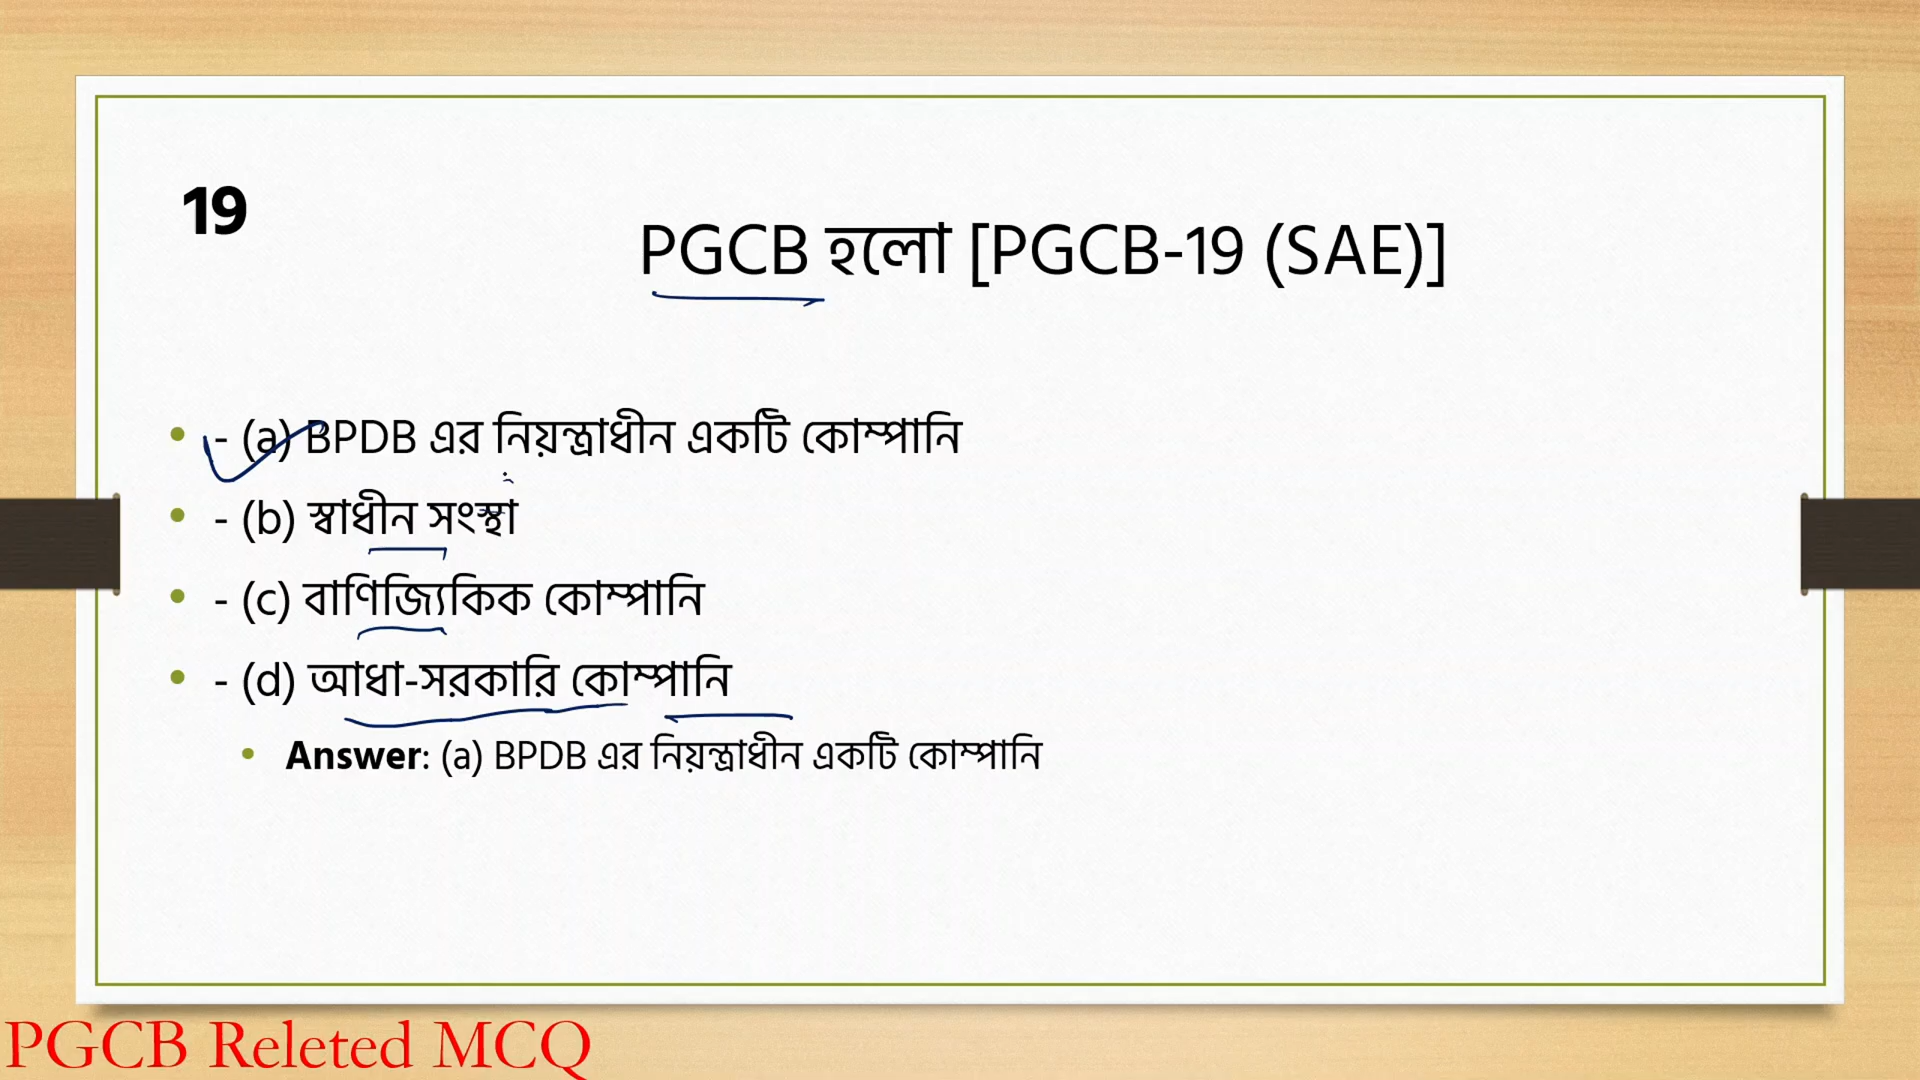 19
PGCB হলো [PGCB-19 (SAE)]
• - (a) BPDB এর নিয়ন্ত্রাধীন একটি কোম্পানি
• - (b) স্বাধীন সংস্থা
• - (c) বাণিজ্যিকিক কোম্পানি
• - (d) আধা-সরকারি কোম্পানি
• Answer: (a) BPDB এর নিয়ন্ত্রাধীন একটি কোম্পানি
PGCB Releted MCQ